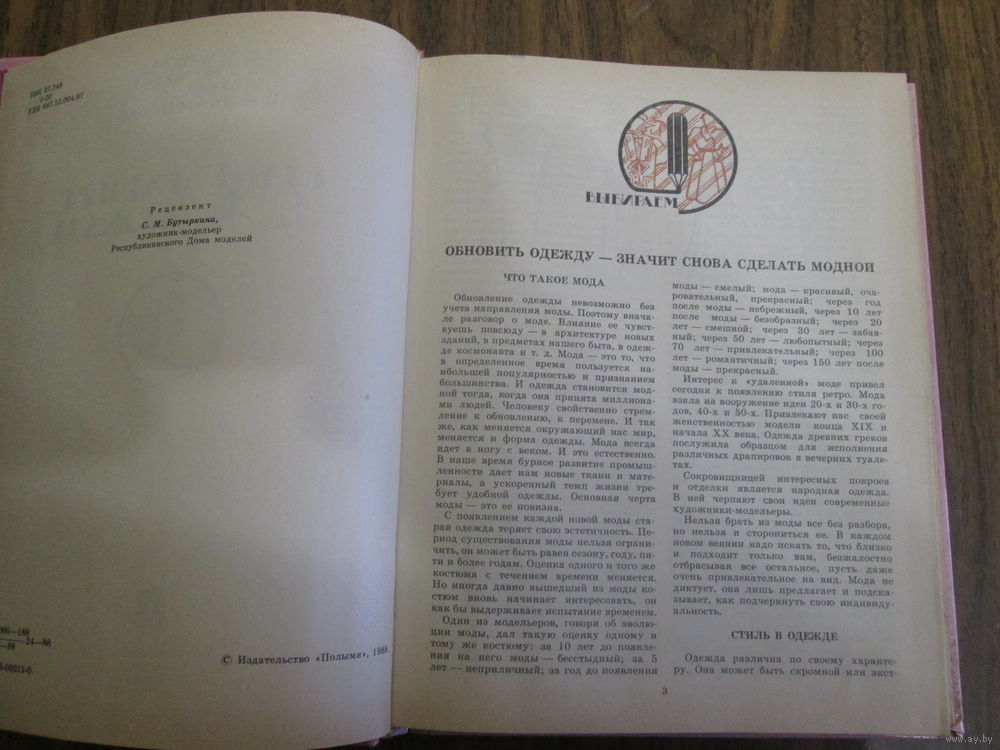 ББК 37.248
О-20
УДК 687.12.004.67
Рецензент
С. М. Бутыркина,
художник-модельер
Республиканского Дома моделей
24—88
© Издательство «Полымя», 1988.
ВЫБИРАЕМ
ОБНОВИТЬ ОДЕЖДУ — ЗНАЧИТ СНОВА СДЕЛАТЬ МОДНОЙ
ЧТО ТАКОЕ МОДА
Обновление одежды невозможно без
учета направления моды. Поэтому внача-
ле разговор о моде. Влияние ее чувст-
вуешь повсюду — в архитектуре новых
зданий, в предметах нашего быта, в одеж-
де космонавта и т. д. Мода — это то, что
в определенное время пользуется на-
ибольшей популярностью и признанием
большинства. И одежда становится мод-
ной тогда, когда она принята миллиона-
ми людей. Человеку свойственно стрем-
ление к обновлению, к перемене. И так
же, как меняется окружающий нас мир,
меняется и форма одежды. Мода всегда
идет в ногу с веком. И это естественно.
В наше время бурное развитие промыш-
ленности дает нам новые ткани и мате-
риалы, а ускоренный темп жизни тре-
бует удобной одежды. Основная черта
моды — это ее новизна.
С появлением каждой новой моды ста-
рая одежда теряет свою эстетичность. Пе-
риод существования моды нельзя ограни-
чить, он может быть равен сезону, году, пя-
ти и более годам. Оценка одного и того же
костюма с течением времени меняется.
Но иногда давно вышедший из моды ко-
стюм вновь начинает интересовать, он
как бы выдерживает испытание временем.
Один из модельеров, говоря об эволю-
ции моды, дал такую оценку одному и
тому же костюму: за 10 лет до появле-
ния на него моды — бесстыдный; за 5
лет — неприличный; за год до появления
моды — смелый; мода — красивый, оча-
ровательный, прекрасный; через год
после моды — небрежный, через 10 лет
после моды — безобразный; через 20
лет — смешной; через 30 лет — забав-
ный; через 50 лет — любопытный; через
70 лет — привлекательный; через 100
лет — романтичный; через 150 лет после
моды — прекрасный.
Интерес к «удаленной» моде привел
сегодня к появлению стиля ретро. Мода
взяла на вооружение идеи 20-х и 30-х го-
дов, 40-х и 50-х. Привлекают нас своей
женственностью модели конца XIX и
начала XX века. Одежда древних греков
послужила образцом для исполнения
различных драпировок в вечерних туале-
тах.
Сокровищницей интересных покроев
и отделки является народная одежда.
В ней черпают свои идеи современные
художники-модельеры.
Нельзя брать из моды все без разбора,
но нельзя и сторониться ее. В каждом
новом веянии надо искать то, что близко
и подходит только вам, безжалостно
отбрасывая все остальное, пусть даже
очень привлекательное на вид. Мода не
диктует, она лишь предлагает и подска-
зывает, как подчеркнуть свою индивиду-
альность.
СТИЛЬ В ОДЕЖДЕ
Одежда различна по своему характе-
ру. Она может быть скромной или экст-
3
www.ay.by